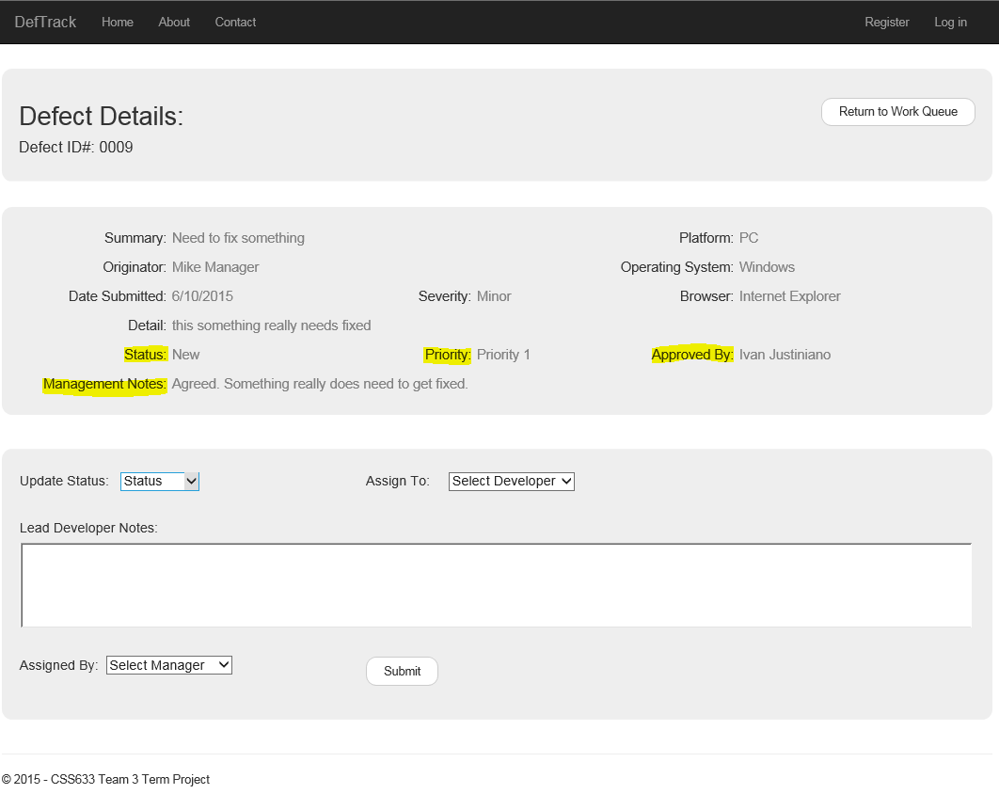 DefTrack Home About Contact Register Log in
Defect Details:
Return to Work Queue
Defect ID#: 0009
Summary: Need to fix something Platform: PC
Originator: Mike Manager Operating System: Windows
Date Submitted: 6/10/2015 Severity: Minor Browser: Internet Explorer
Detail: this something really needs fixed
Status: New Priority: Priority 1 Approved By: Ivan Justiniano
Management Notes: Agreed. Something really does need to get fixed.
Update Status: Status Assign To: Select Developer
Lead Developer Notes:
Assigned By: Select Manager Submit
© 2015 - CSS633 Team 3 Term Project